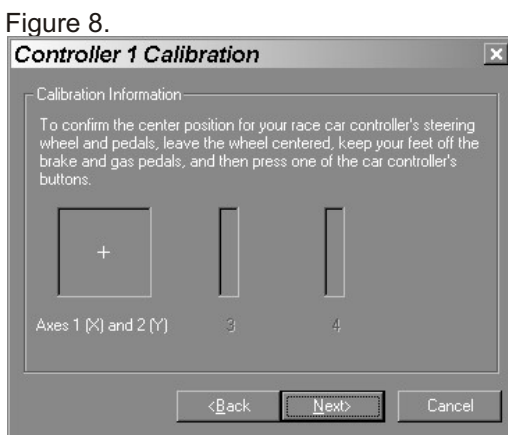 Figure 8.
Controller 1 Calibration
Calibration Information
To confirm the center position for your race car controller's steering
wheel and pedals, leave the wheel centered, keep your feet off the
brake and gas pedals, and then press one of the car controller's
buttons.
Axes 1 (X) and 2 (Y) 3 4
<Back Next> Cancel